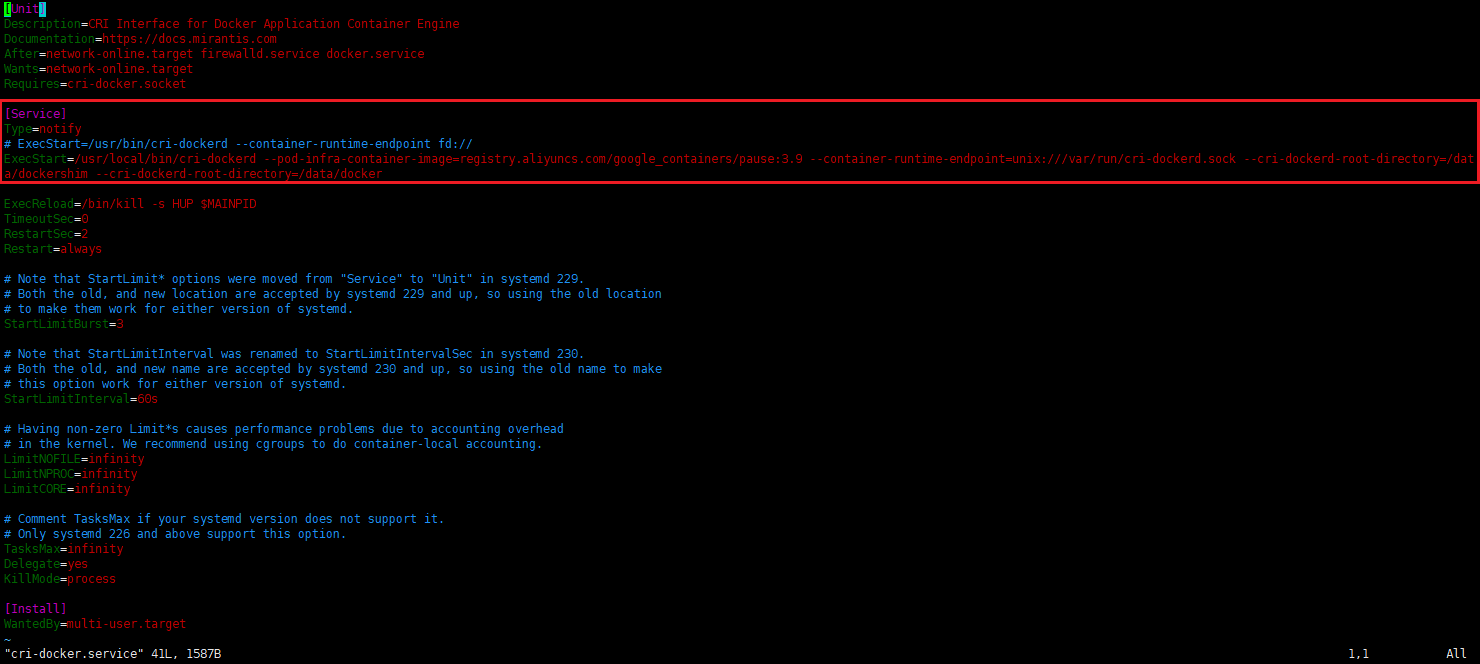 [Unit]
Description=CRI Interface for Docker Application Container Engine
Documentation=https://docs.mirantis.com
After=network-online.target firewalld.service docker.service
Wants=network-online.target
Requires=cri-docker.socket
[Service]
Type=notify
# ExecStart=/usr/bin/cri-dockerd --container-runtime-endpoint fd://
ExecStart=/usr/local/bin/cri-dockerd --pod-infra-container-image=registry.aliyuncs.com/google_containers/pause:3.9 --container-runtime-endpoint=unix:///var/run/cri-dockerd.sock --cri-dockerd-root-directory=/dat
a/dockershim --cri-dockerd-root-directory=/data/docker
ExecReload=/bin/kill -s HUP $MAINPID
TimeoutSec=0
RestartSec=2
Restart=always
# Note that StartLimit* options were moved from "Service" to "Unit" in systemd 229.
# Both the old, and new location are accepted by systemd 229 and up, so using the old location
# to make them work for either version of systemd.
StartLimitBurst=3
# Note that StartLimitInterval was renamed to StartLimitIntervalSec in systemd 230.
# Both the old, and new name are accepted by systemd 230 and up, so using the old name to make
# this option work for either version of systemd.
StartLimitInterval=60s
# Having non-zero Limit*s causes performance problems due to accounting overhead
# in the kernel. We recommend using cgroups to do container-local accounting.
LimitNOFILE=infinity
LimitNPROC=infinity
LimitCORE=infinity
# Comment TasksMax if your systemd version does not support it.
# Only systemd 226 and above support this option.
TasksMax=infinity
Delegate=yes
KillMode=process
[Install]
WantedBy=multi-user.target
~
"cri-docker.service" 41L, 1587B 1,1 All